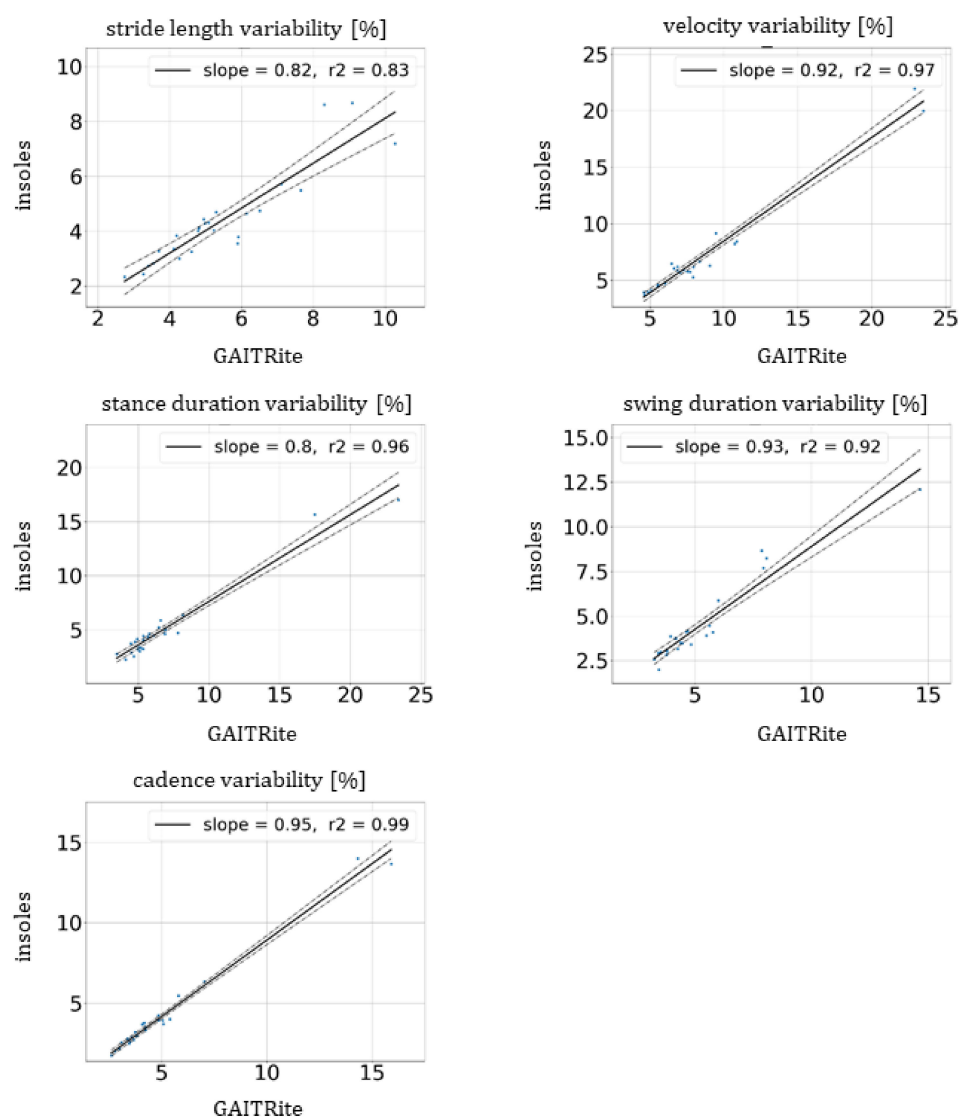 stride length variability [%]
slope = 0.82, r2 = 0.83
10
8
6
4
2
insoles
2 4 6 8 10
GAITRite
velocity variability [%]
slope = 0.92, r2 = 0.97
25
20
15
10
5
insoles
5 10 15 20 25
GAITRite
stance duration variability [%]
slope = 0.8, r2 = 0.96
20
15
10
5
insoles
5 10 15 20 25
GAITRite
swing duration variability [%]
slope = 0.93, r2 = 0.92
15.0
12.5
10.0
7.5
5.0
2.5
insoles
5 10 15
GAITRite
cadence variability [%]
slope = 0.95, r2 = 0.99
15
10
5
insoles
5 10 15
GAITRite